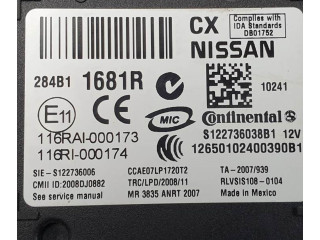 CX
Complies with
IDA Standards
DB01752
NISSAN
284B1 1681R
10241
E11
CE
MIC
Continental
116RAI-000173
116RI-000174
S122736038B1 12V
12650102400390B1
SIE-S122736006
CCAE07LP1720T2
TA-2007/939
CMII ID:2008DJ0882
TRC/LPD/2008/11
RLVSIS108-0104
See service manual
MR 3835 ANRT 2007
Made in Mexico